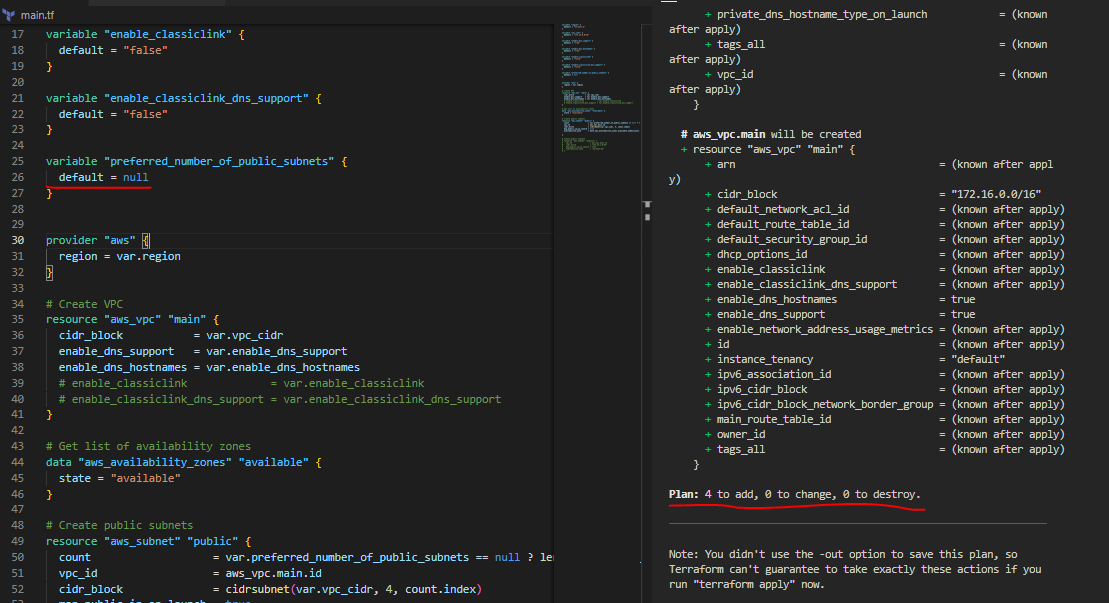 main.tf
17 variable "enable_classiclink" {
18 default = "false"
19 }
20
21 variable "enable_classiclink_dns_support" {
22 default = "false"
23 }
24
25 variable "preferred_number_of_public_subnets" {
26 default = null
27 }
28
29
30 provider "aws" {
31 region = var.region
32 }
33
34 # Create VPC
35 resource "aws_vpc" "main" {
36 cidr_block = var.vpc_cidr
37 enable_dns_support = var.enable_dns_support
38 enable_dns_hostnames = var.enable_dns_hostnames
39 # enable_classiclink = var.enable_classiclink
40 # enable_classiclink_dns_support = var.enable_classiclink_dns_support
41 }
42
43 # Get list of availability zones
44 data "aws_availability_zones" "available" {
45 state = "available"
46 }
47
48 # Create public subnets
49 resource "aws_subnet" "public" {
50 count = var.preferred_number_of_public_subnets == null ? le
51 vpc_id = aws_vpc.main.id
52 cidr_block = cidrsubnet(var.vpc_cidr, 4, count.index)
+ private_dns_hostname_type_on_launch = (known
after apply)
+ tags_all = (known
after apply)
+ vpc_id = (known
after apply)
}
# aws_vpc.main will be created
+ resource "aws_vpc" "main" {
+ arn = (known after appl
y)
+ cidr_block = "172.16.0.0/16"
+ default_network_acl_id = (known after apply)
+ default_route_table_id = (known after apply)
+ default_security_group_id = (known after apply)
+ dhcp_options_id = (known after apply)
+ enable_classiclink = (known after apply)
+ enable_classiclink_dns_support = (known after apply)
+ enable_dns_hostnames = true
+ enable_dns_support = true
+ enable_network_address_usage_metrics = (known after apply)
+ id = (known after apply)
+ instance_tenancy = "default"
+ ipv6_association_id = (known after apply)
+ ipv6_cidr_block = (known after apply)
+ ipv6_cidr_block_network_border_group = (known after apply)
+ main_route_table_id = (known after apply)
+ owner_id = (known after apply)
+ tags_all = (known after apply)
}
Plan: 4 to add, 0 to change, 0 to destroy.
Note: You didn't use the -out option to save this plan, so
Terraform can't guarantee to take exactly these actions if you
run "terraform apply" now.